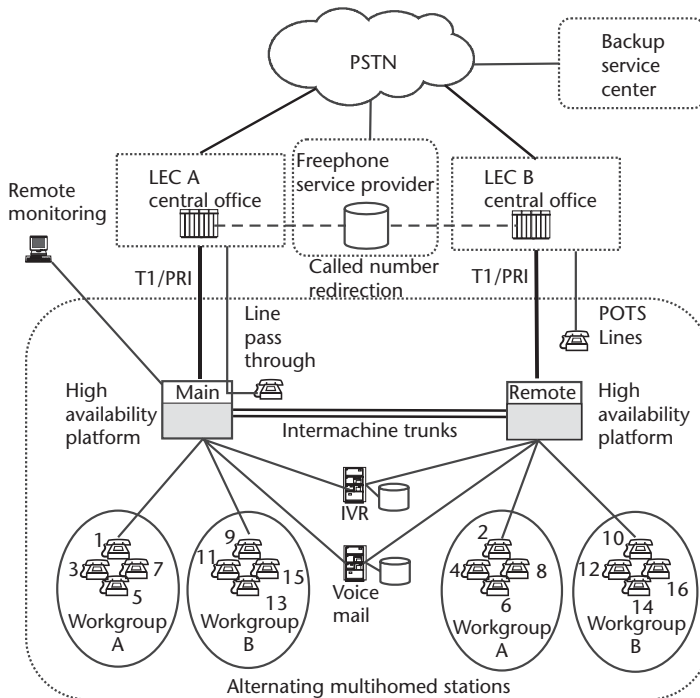 PSTN
Backup
service
center
Freephone
service provider
LEC A
central office
LEC B
central office
Remote
monitoring
Called number
redirection
T1/PRI
T1/PRI
Line
pass
through
POTS
Lines
High
availability
platform
Main
Remote
High
availability
platform
Intermachine trunks
IVR
1
3
7
5
Workgroup
A
9
11
15
13
Workgroup
B
Voice
mail
2
4
8
6
Workgroup
A
10
12
16
14
Workgroup
B
Alternating multihomed stations